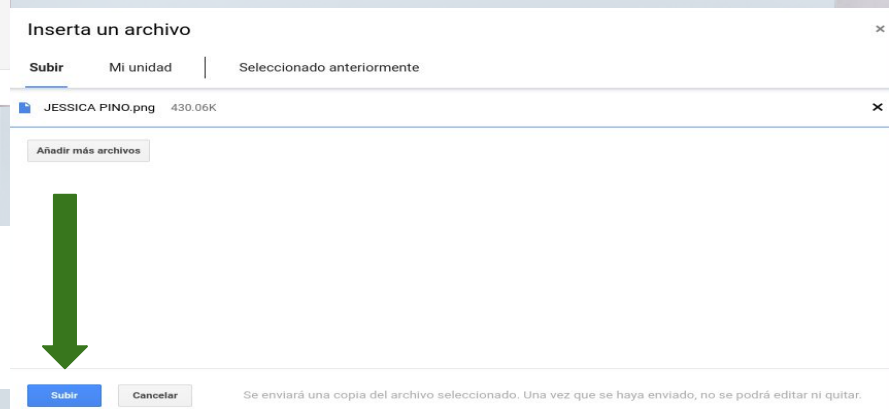 Inserta un archivo
Subir Mi unidad Seleccionado anteriormente
JESSICA PINO.png 430.06K
Añadir más archivos
Subir Cancelar Se enviará una copia del archivo seleccionado. Una vez que se haya enviado, no se podrá editar ni quitar.